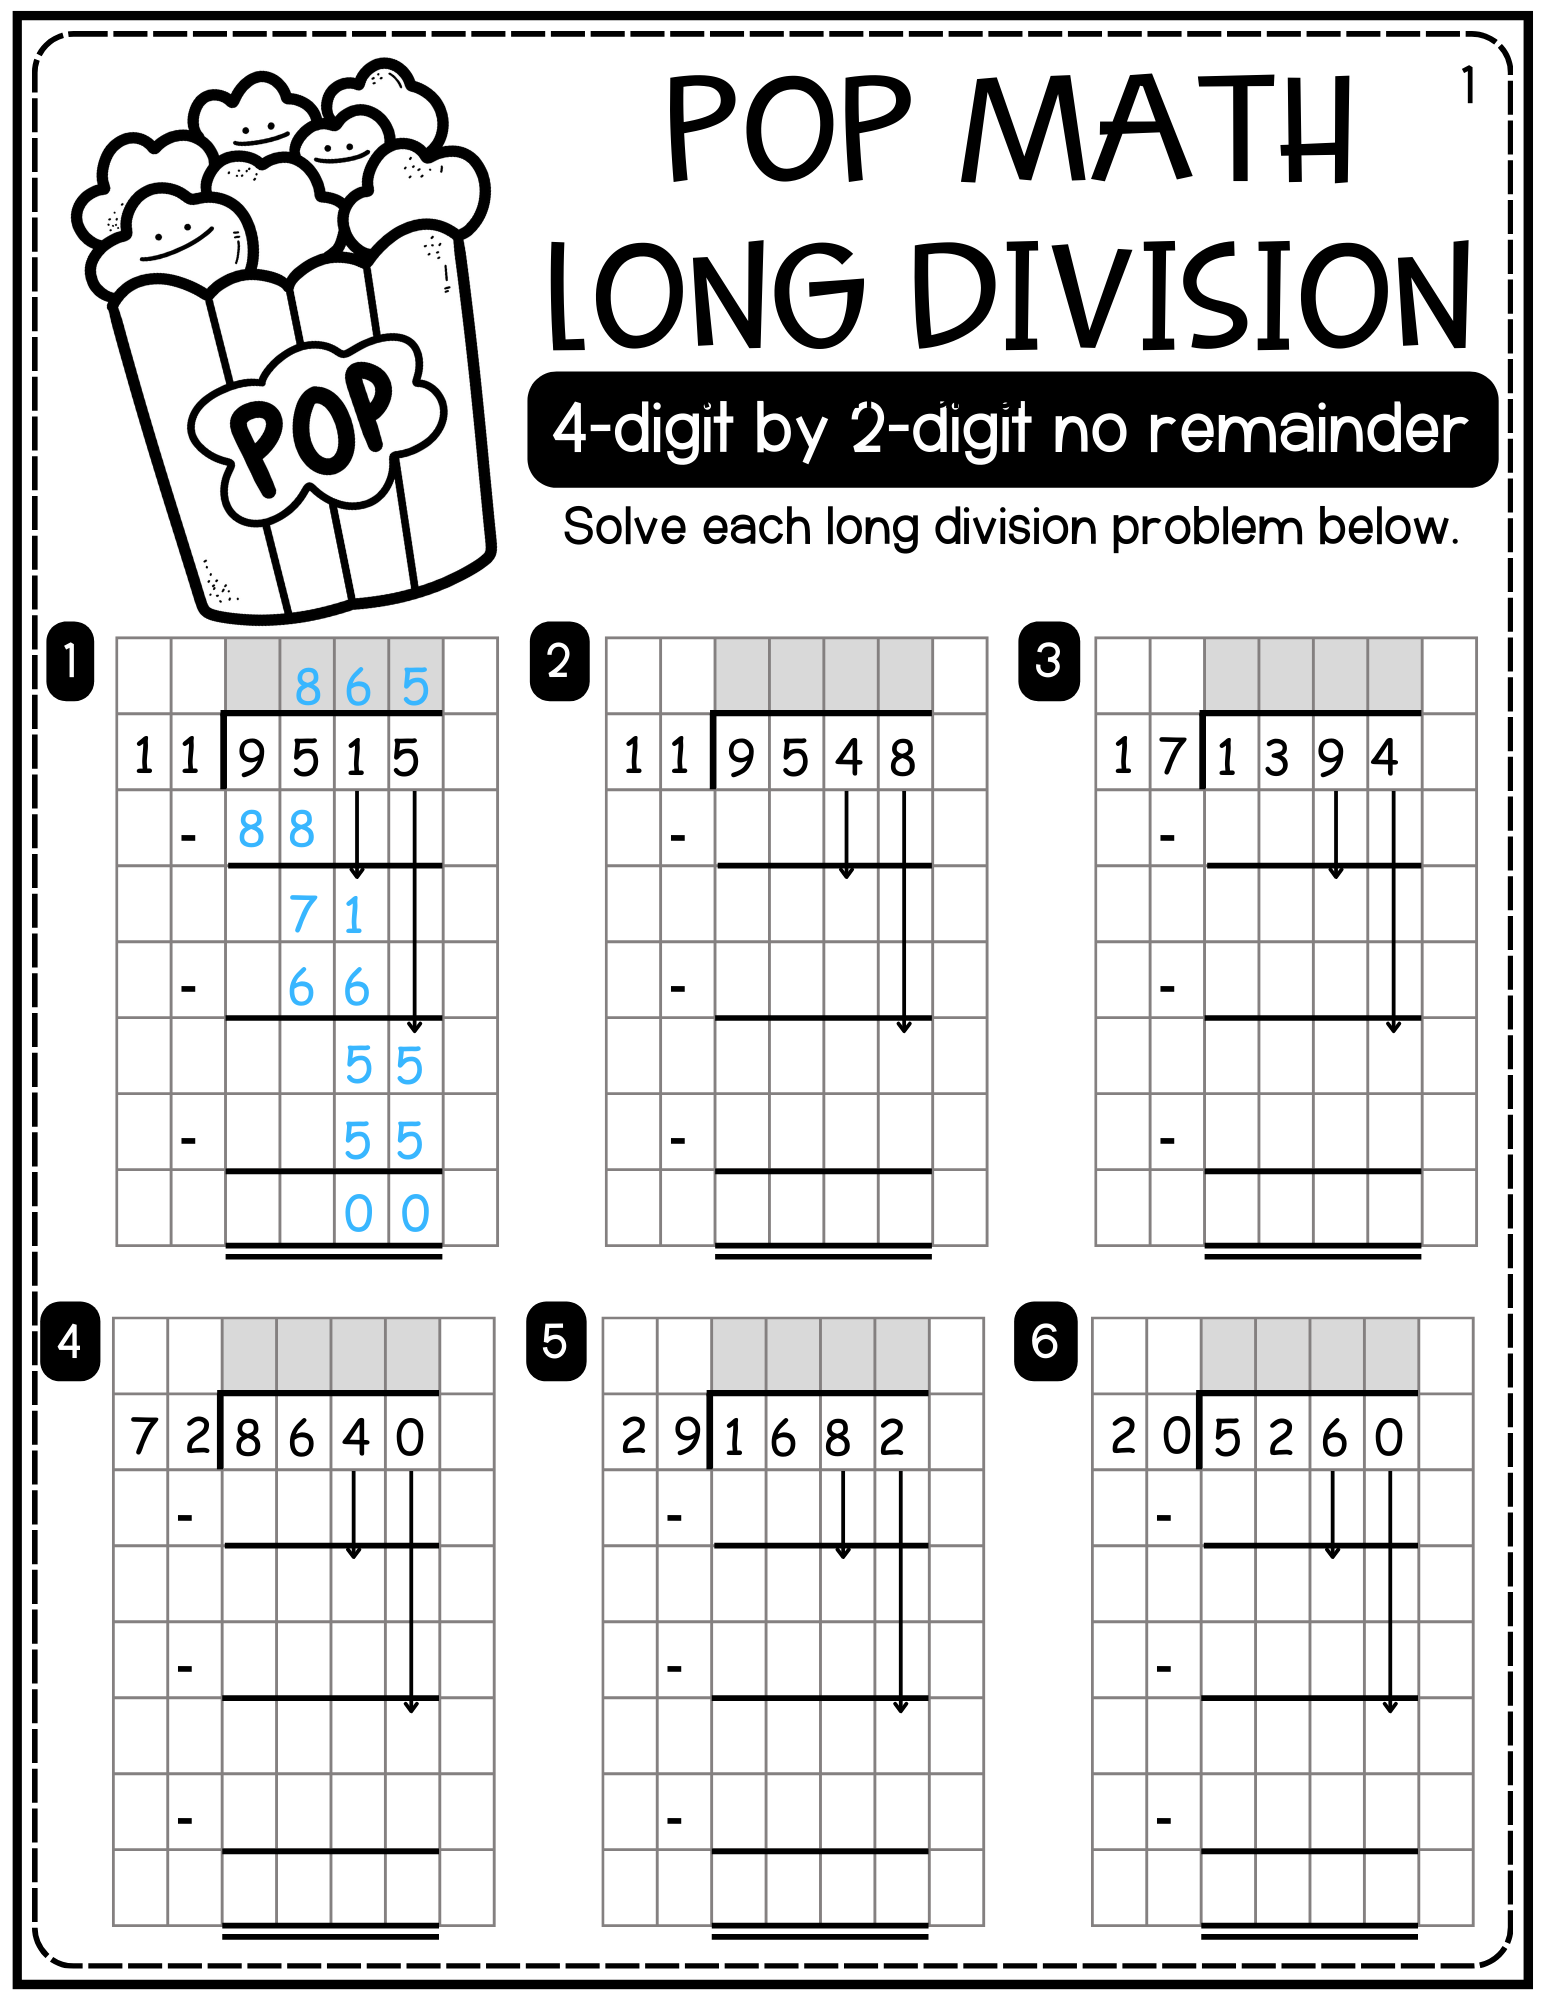 1
POP MATH
LONG DIVISION
4-digit by 2-digit no remainder
Solve each long division problem below.
POP
1
8 6 5
1 1 9 5 1 5
- 8 8
7 1
- 6 6
5 5
- 5 5
0 0
2
1 1 9 5 4 8
-
-
-
3
1 7 1 3 9 4
-
-
-
4
7 2 8 6 4 0
-
-
-
5
2 9 1 6 8 2
-
-
-
6
2 0 5 2 6 0
-
-
-